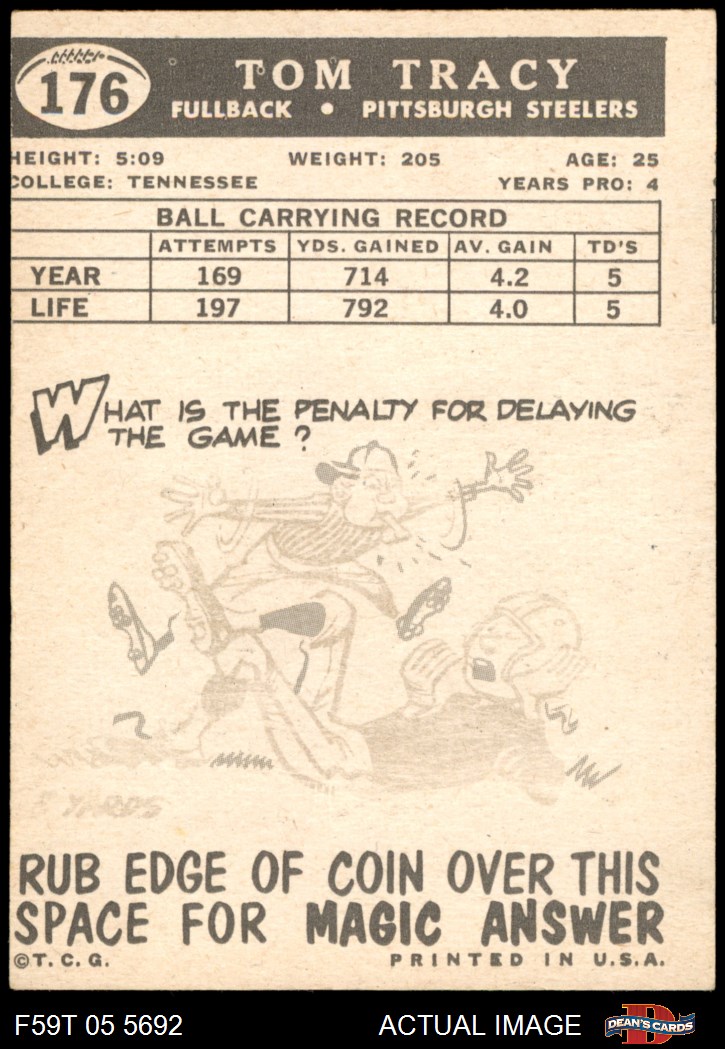 176
TOM TRACY
FULLBACK • PITTSBURGH STEELERS
HEIGHT: 5:09 WEIGHT: 205 AGE: 25
COLLEGE: TENNESSEE YEARS PRO: 4
BALL CARRYING RECORD
ATTEMPTS YDS. GAINED AV. GAIN TD'S
YEAR 169 714 4.2 5
LIFE 197 792 4.0 5
WHAT IS THE PENALTY FOR DELAYING
THE GAME?
YARDS
RUB EDGE OF COIN OVER THIS
SPACE FOR MAGIC ANSWER
©T.C.G. PRINTED IN U.S.A.
F59T 05 5692 ACTUAL IMAGE DEAN'S CARDS